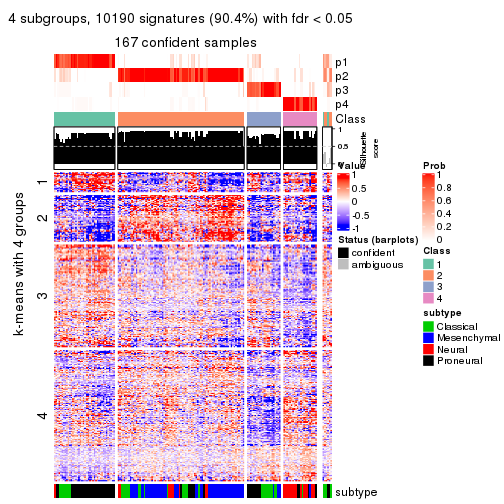 4 subgroups, 10190 signatures (90.4%) with fdr < 0.05
167 confident samples
p1
p2
p3
p4
Class
1
0.5
0
Silhouette
score
k-means with 4 groups
1
2
3
4
subtype
Value
1
0.5
0
-0.5
-1
Status (barplots)
confident
ambiguous
Prob
1
0.8
0.6
0.4
0.2
0
Class
1
2
3
4
subtype
Classical
Mesenchymal
Neural
Proneural